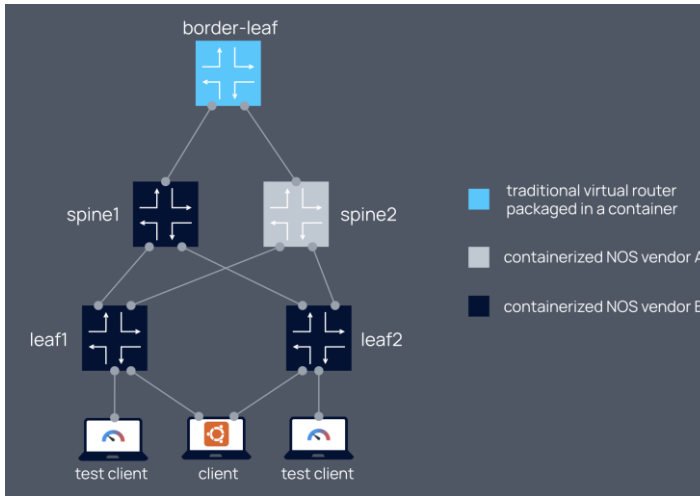 border-leaf
spine1
spine2
traditional virtual router
packaged in a container
containerized NOS vendor A
containerized NOS vendor B
leaf1
leaf2
test client
client
test client